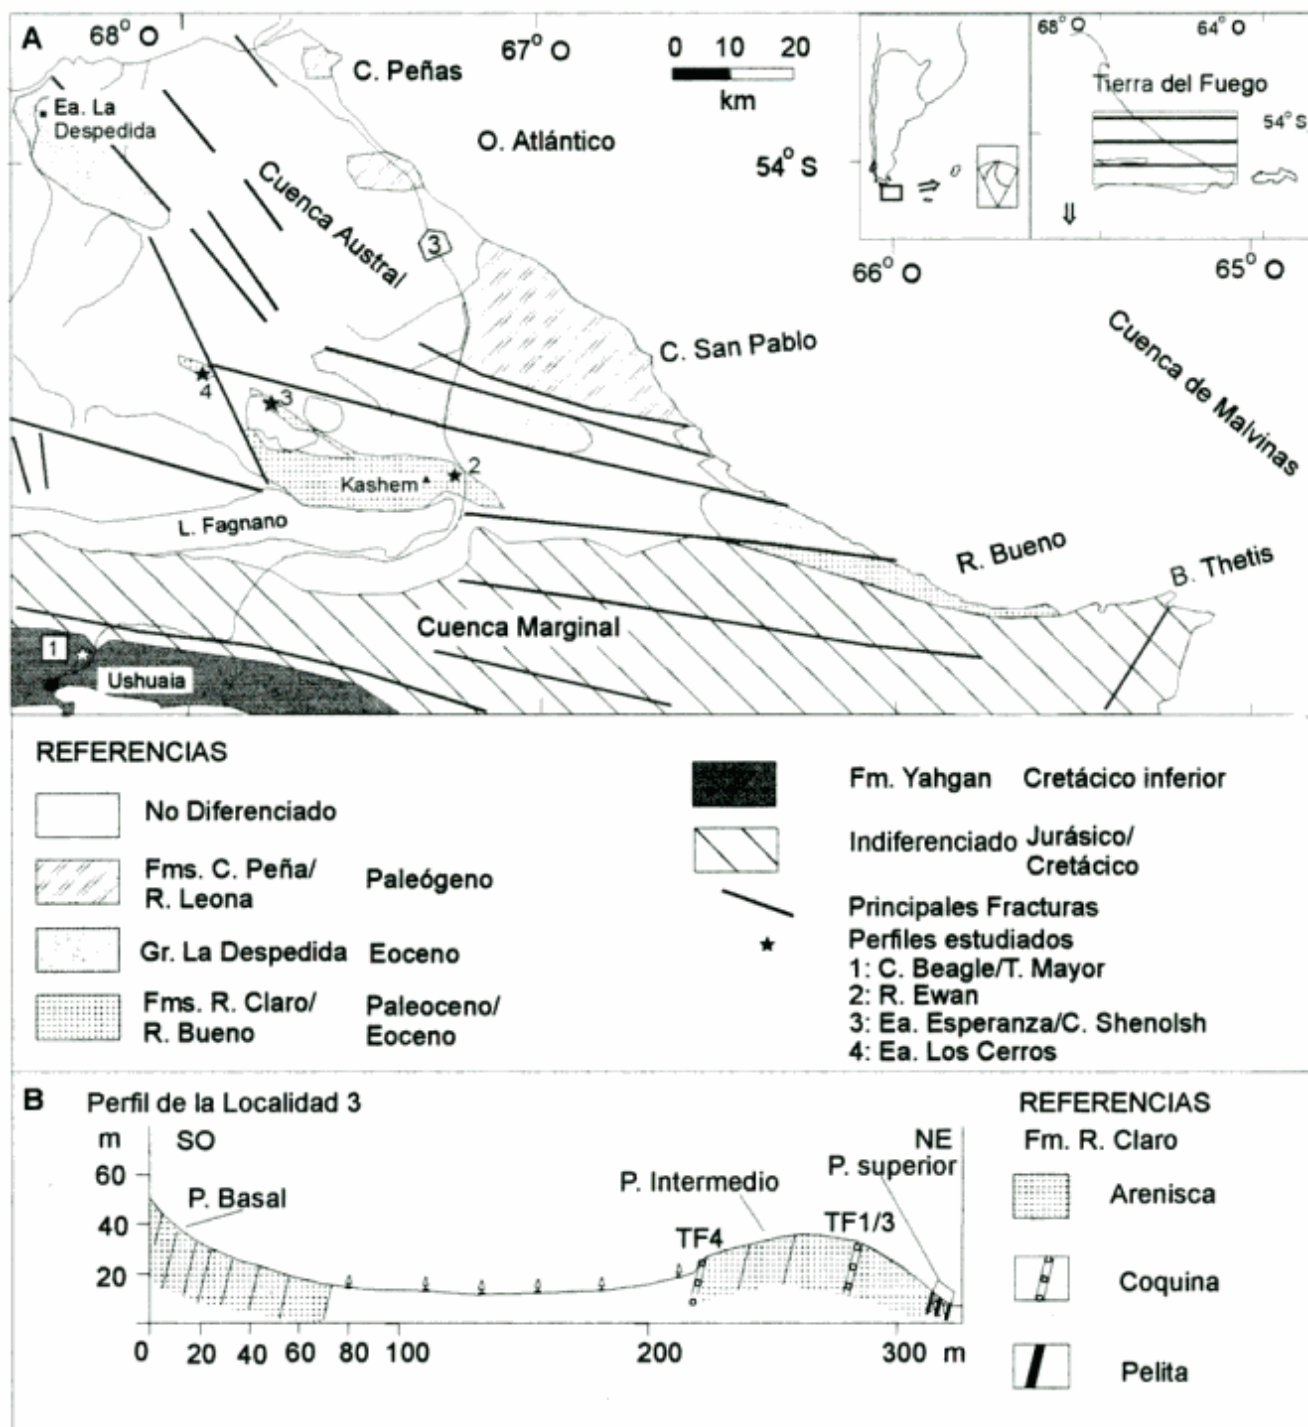 A
68° O
67° O
0 10 20
km
C. Peñas
Ea. La
Despedida
O. Atlántico
54° S
68° O
64° O
Tierra del Fuego
54° S
66° O
65° O
Cuenca Austral
3
C. San Pablo
Cuenca de Malvinas
4
3
2
Kashem
L. Fagnano
R. Bueno
B. Thetis
Cuenca Marginal
1
Ushuaia
REFERENCIAS
No Diferenciado
Fms. C. Peña/ Paleógeno
R. Leona
Gr. La Despedida Eoceno
Fms. R. Claro/ Paleoceno/
R. Bueno Eoceno
Fm. Yahgan Cretácico inferior
Indiferenciado Jurásico/
Cretácico
Principales Fracturas
Perfiles estudiados
1: C. Beagle/T. Mayor
2: R. Ewan
3: Ea. Esperanza/C. Shenolsh
4: Ea. Los Cerros
B Perfil de la Localidad 3
m SO
NE
60
40
20
P. Basal
P. Intermedio
P. superior
TF4
TF1/3
0 20 40 60 80 100 200 300 m
REFERENCIAS
Fm. R. Claro
Arenisca
Coquina
Pelita